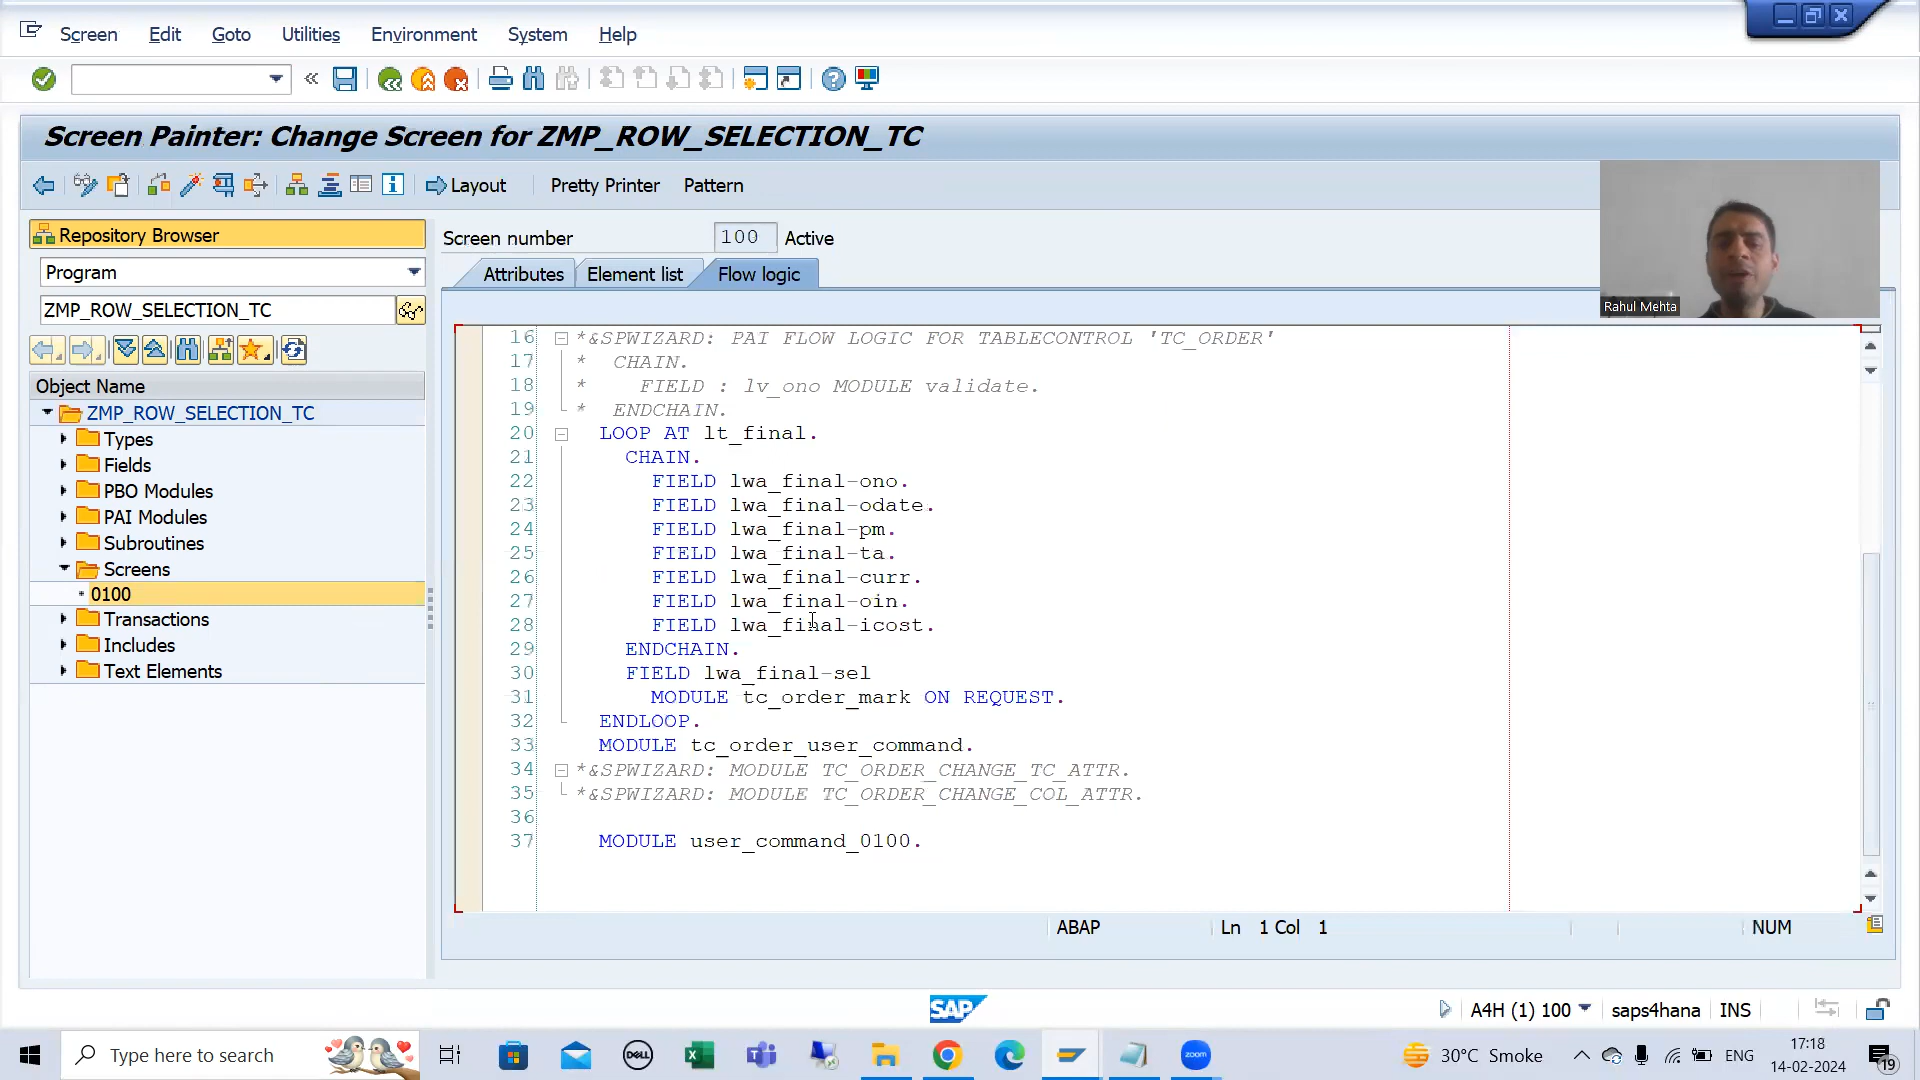 Screen Edit Goto Utilities Environment System Help
Screen Painter: Change Screen for ZMP_ROW_SELECTION_TC
Layout Pretty Printer Pattern
Rahul Mehta
Repository Browser
Program
ZMP_ROW_SELECTION_TC
Object Name
ZMP_ROW_SELECTION_TC
Types
Fields
PBO Modules
PAI Modules
Subroutines
Screens
0100
Transactions
Includes
Text Elements
Screen number 100 Active
Attributes Element list Flow logic
16 *&SPWIZARD: PAI FLOW LOGIC FOR TABLECONTROL 'TC_ORDER'
17 * CHAIN.
18 * FIELD : lv_ono MODULE validate.
19 * ENDCHAIN.
20 LOOP AT lt_final.
21 CHAIN.
22 FIELD lwa_final-ono.
23 FIELD lwa_final-odate.
24 FIELD lwa_final-pm.
25 FIELD lwa_final-ta.
26 FIELD lwa_final-curr.
27 FIELD lwa_final-oin.
28 FIELD lwa_final-icost.
29 ENDCHAIN.
30 FIELD lwa_final-sel
31 MODULE tc_order_mark ON REQUEST.
32 ENDLOOP.
33 MODULE tc_order_user_command.
34 *&SPWIZARD: MODULE TC_ORDER_CHANGE_TC_ATTR.
35 *&SPWIZARD: MODULE TC_ORDER_CHANGE_COL_ATTR.
36
37 MODULE user_command_0100.
ABAP Ln 1 Col 1 NUM
SAP
A4H (1) 100 saps4hana INS
Type here to search
DELL
zoom
30°C Smoke
ENG
17:18
14-02-2024
19